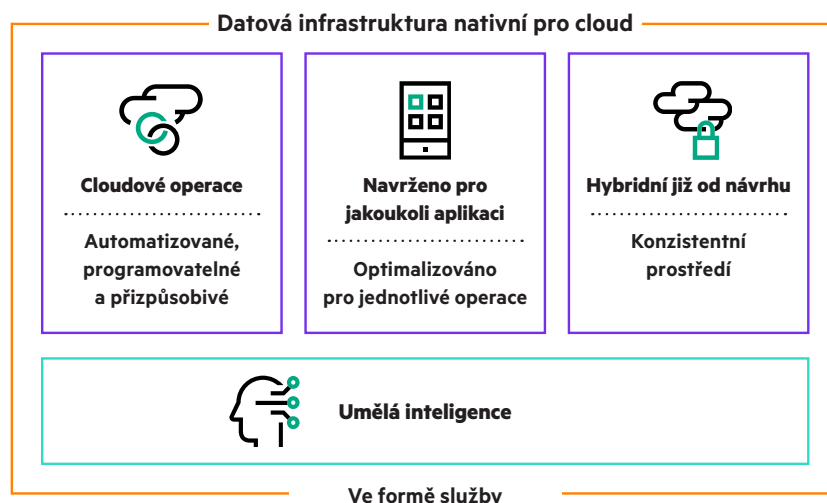 Datová infrastruktura nativní pro cloud
Cloudové operace
Automatizované,
programovatelné
a přizpůsobivé
Navrženo pro
jakoukoli aplikaci
Optimalizováno
pro jednotlivé operace
Hybridní již od návrhu
Konzistentní
prostředí
Umělá inteligence
Ve formě služby